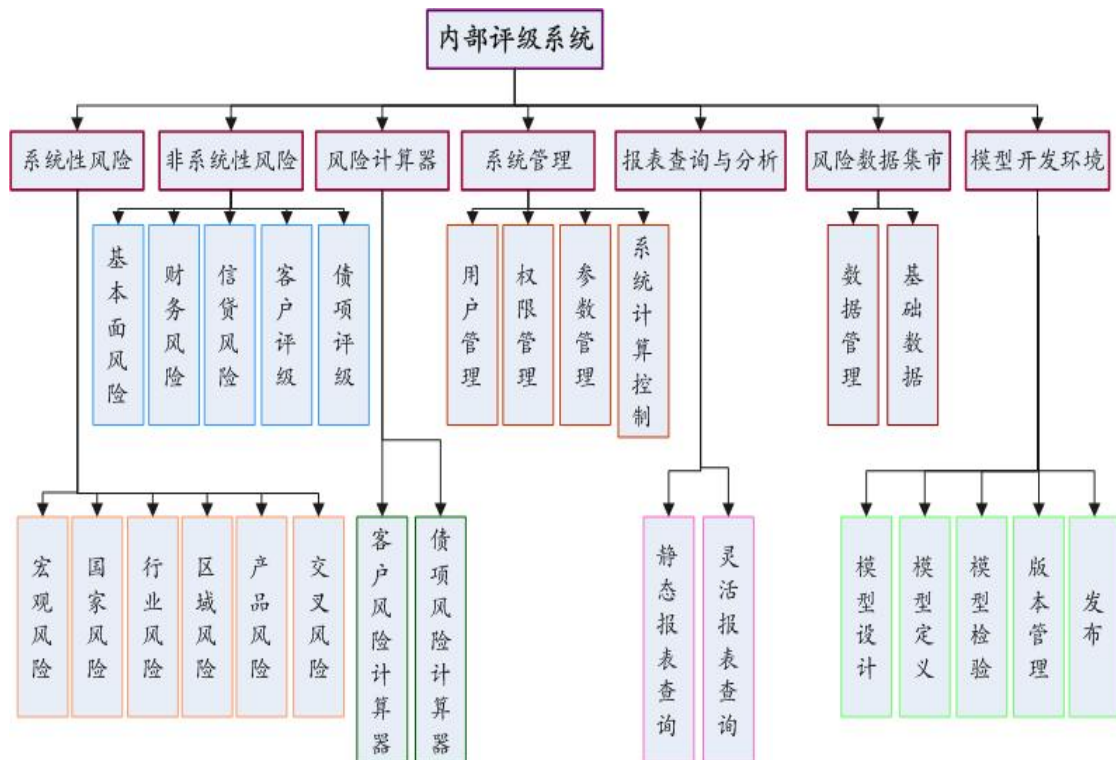 内部评级系统
系统性风险
非系统性风险
风险计算器
系统管理
报表查询与分析
风险数据集市
模型开发环境
基本面风险
财务风险
信贷风险
客户评级
债项评级
用户管理
权限管理
参数管理
系统计算控制
数据管理
基础数据
宏观风险
国家风险
行业风险
区域风险
产品风险
交叉风险
客户风险计算器
债项风险计算器
静态报表查询
灵活报表查询
模型设计
模型定义
模型检验
版本管理
发布